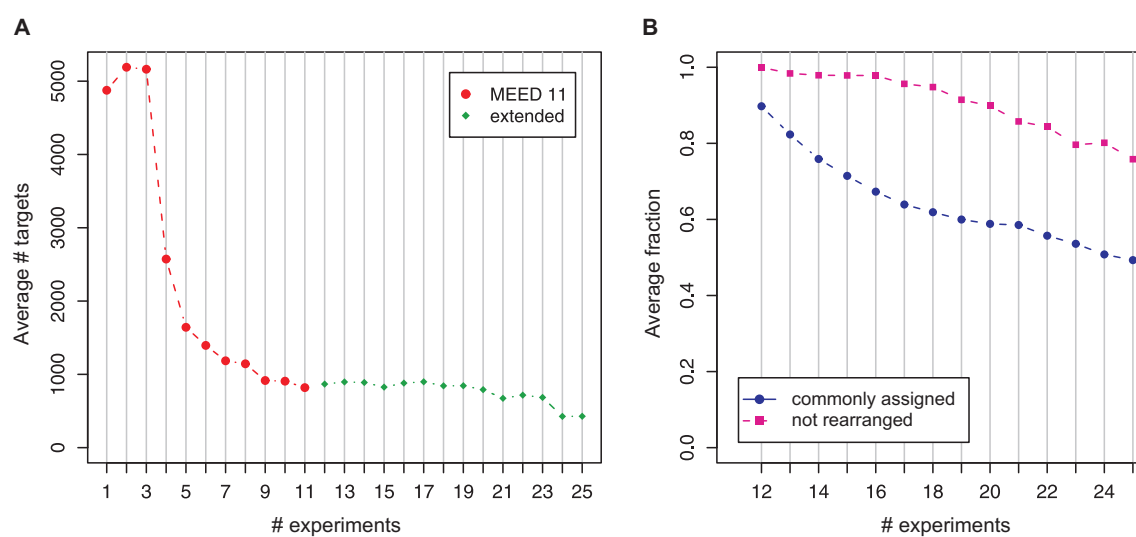 A
Average # targets
5000
4000
3000
2000
1000
0
MEED 11
extended
1 3 5 7 9 11 13 15 17 19 21 23 25
# experiments
B
Average fraction
1.0
0.8
0.6
0.4
0.2
0.0
commonly assigned
not rearranged
12 14 16 18 20 22 24
# experiments